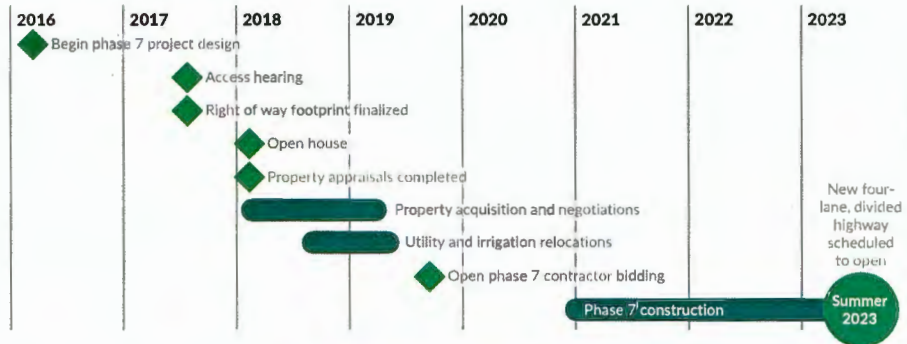 2016 2017 2018 2019 2020 2021 2022 2023
Begin phase 7 project design
Access hearing
Right of way footprint finalized
Open house
Property appraisals completed
Property acquisition and negotiations
Utility and irrigation relocations
Open phase 7 contractor bidding
Phase 7 construction
New four-
lane, divided
highway
scheduled
to open
Summer
2023